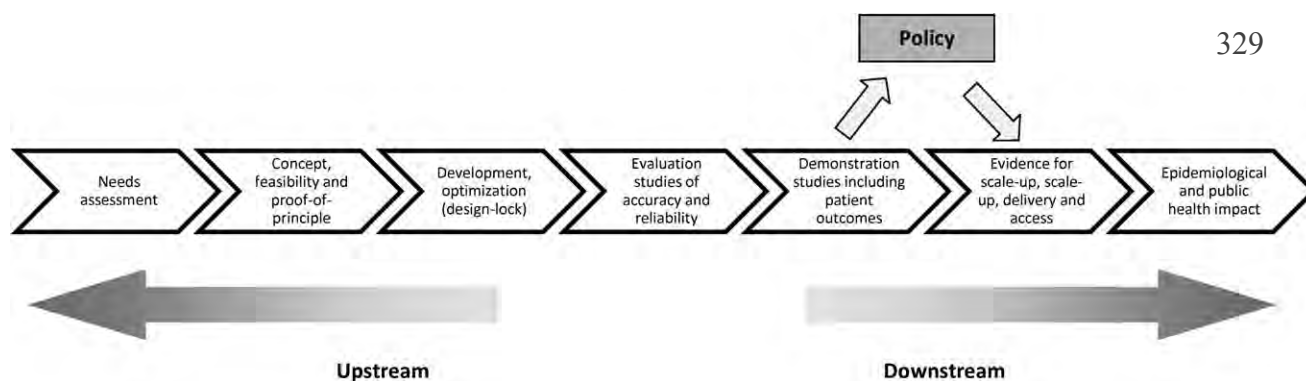 Policy
329
Needs
assessment
Concept,
feasibility and
proof-of-
principle
Development,
optimization
(design-lock)
Evaluation
studies of
accuracy and
reliability
Demonstration
studies including
patient
outcomes
Evidence for
scale-up, scale-
up, delivery and
access
Epidemiological
and public
health impact
Upstream
Downstream